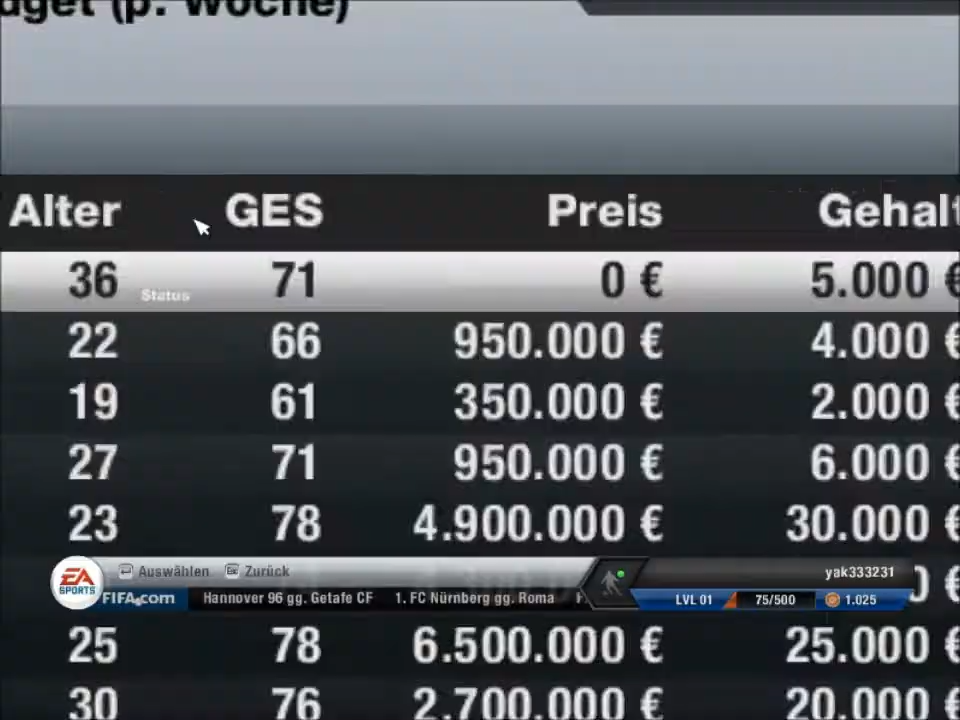 dget (p. Woche)
Alter GES Preis Gehalt
36 Status 71 0 € 5.000 €
22 66 950.000 € 4.000 €
19 61 350.000 € 2.000 €
27 71 950.000 € 6.000 €
23 78 4.900.000 € 30.000 €
EA SPORTS Auswählen Esc Zurück yak333231
FIFA.com Hannover 96 gg. Getafe CF 1. FC Nürnberg gg. Roma F LVL 01 75/500 1.025 0 €
25 78 6.500.000 € 25.000 €
30 76 2.700.000 € 20.000 €